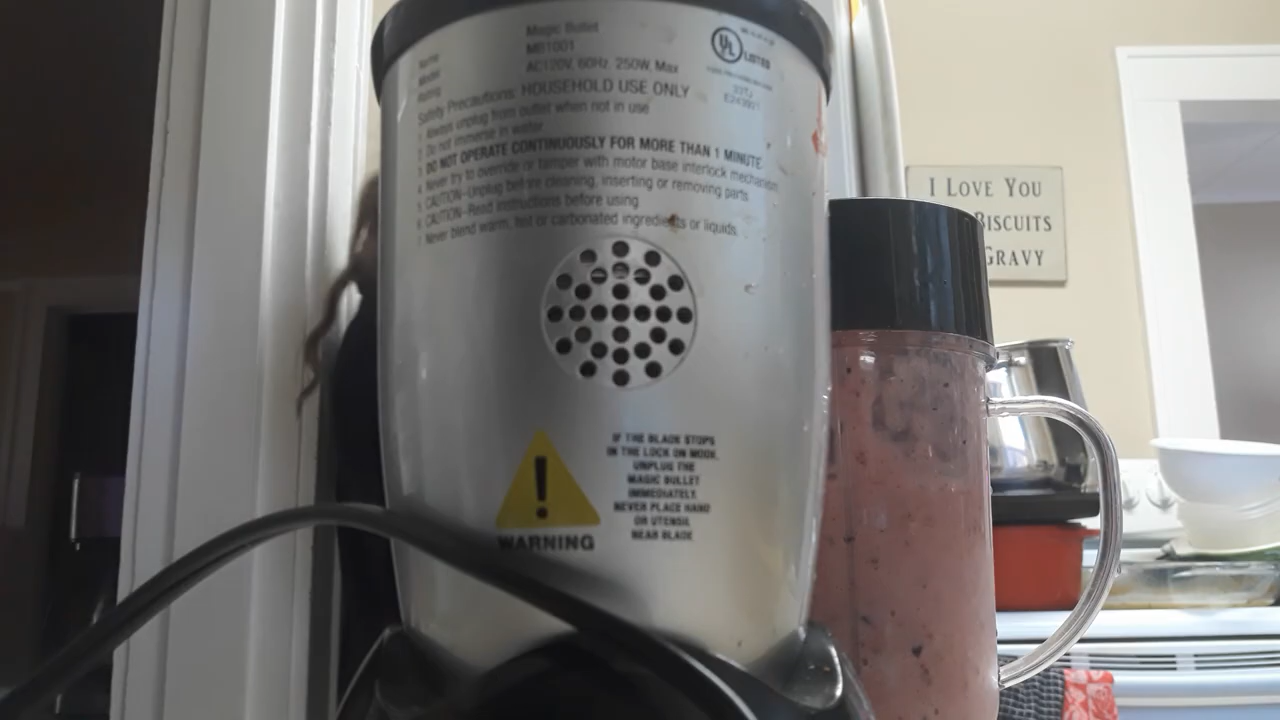 Name Magic Bullet
Model MB1001
Rating AC120V, 60Hz, 250W, Max
UL LISTED
Safety Precautions: HOUSEHOLD USE ONLY
1 Always unplug from outlet when not in use
2 Do not immerse in water
3 DO NOT OPERATE CONTINUOUSLY FOR MORE THAN 1 MINUTE
4 Never try to override or tamper with motor base interlock mechanism
5 CAUTION-Unplug before cleaning, inserting or removing parts
6 CAUTION-Read instructions before using
7 Never blend warm, hot or carbonated ingredients or liquids
IF THE BLADE STOPS
IN THE LOCK ON MODE,
UNPLUG THE
MAGIC BULLET
IMMEDIATELY.
NEVER PLACE HAND
OR UTENSIL
NEAR BLADE
WARNING
I LOVE YOU
BISCUITS
GRAVY